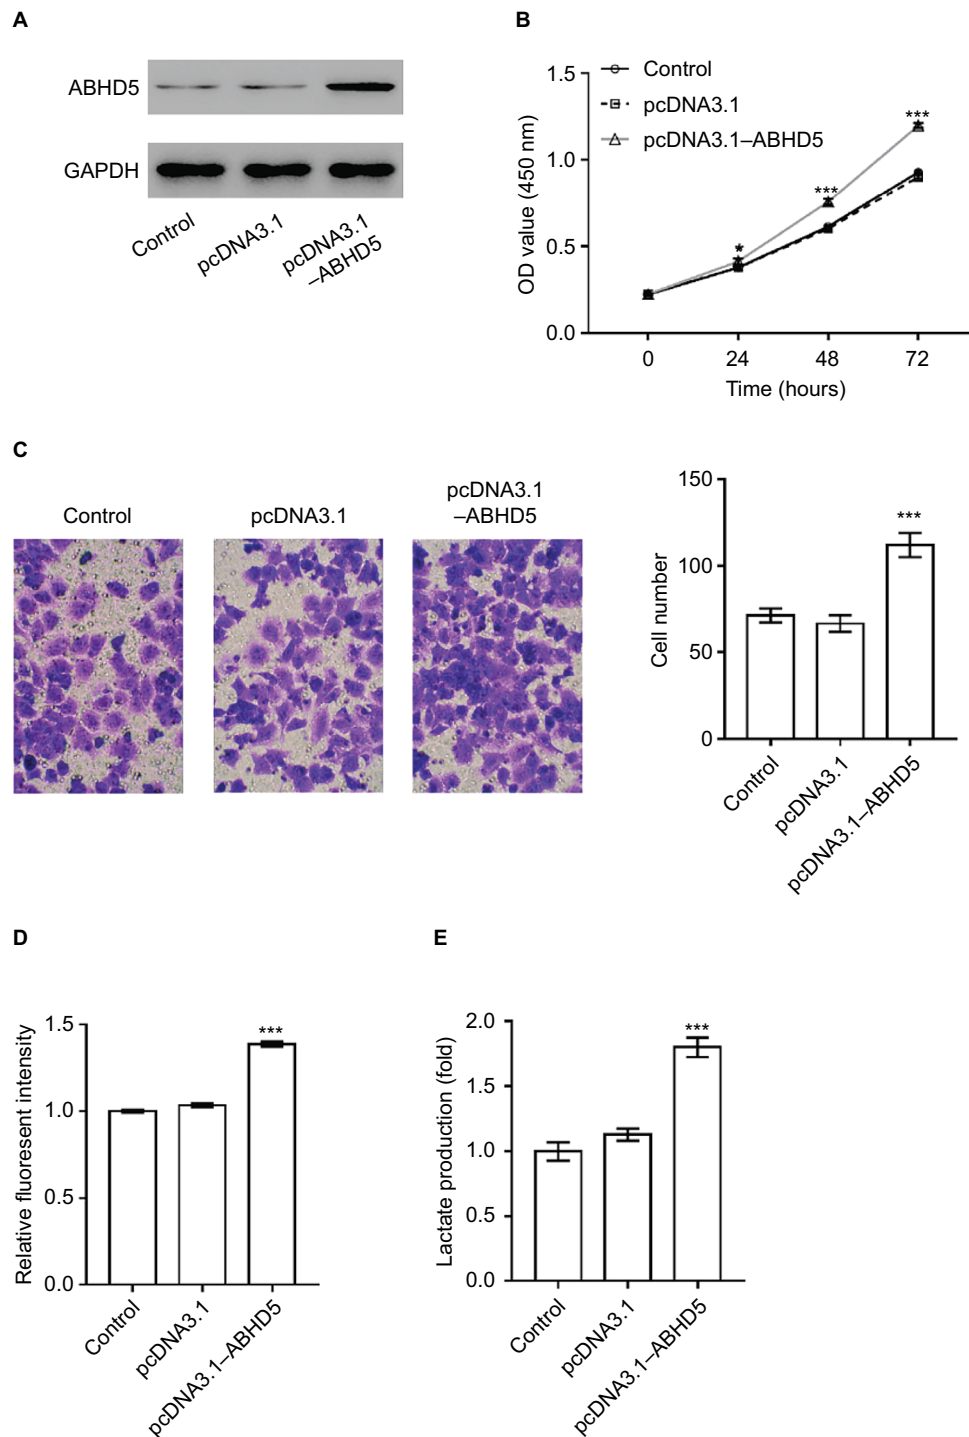 A
ABHD5
GAPDH
Control
pcDNA3.1
pcDNA3.1
–ABHD5
B
OD value (450 nm)
1.5
1.0
0.5
0.0
Control
pcDNA3.1
pcDNA3.1–ABHD5
*
***
***
0
24
48
72
Time (hours)
C
Control
pcDNA3.1
pcDNA3.1
–ABHD5
Cell number
150
100
50
0
***
Control
pcDNA3.1
pcDNA3.1–ABHD5
D
Relative fluoresent intensity
1.5
1.0
0.5
0.0
***
Control
pcDNA3.1
pcDNA3.1–ABHD5
E
Lactate production (fold)
2.0
1.5
1.0
0.5
0.0
***
Control
pcDNA3.1
pcDNA3.1–ABHD5